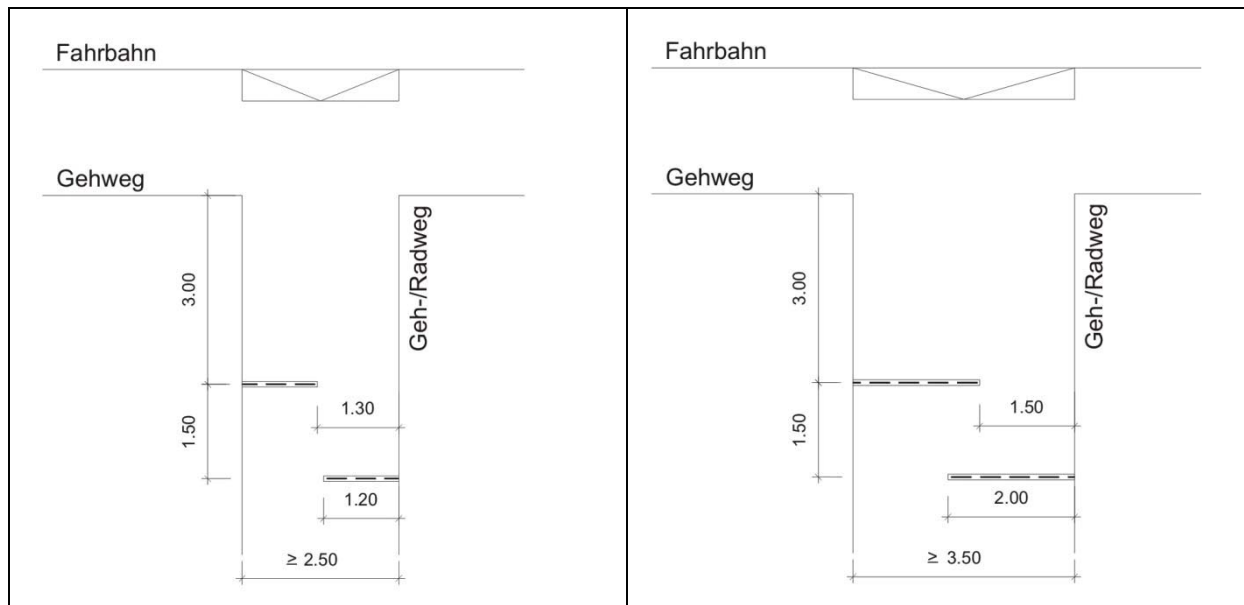 Fahrbahn
Gehweg
Geh-/Radweg
3.00
1.50
1.30
1.20
≥ 2.50
Fahrbahn
Gehweg
Geh-/Radweg
3.00
1.50
1.50
2.00
≥ 3.50